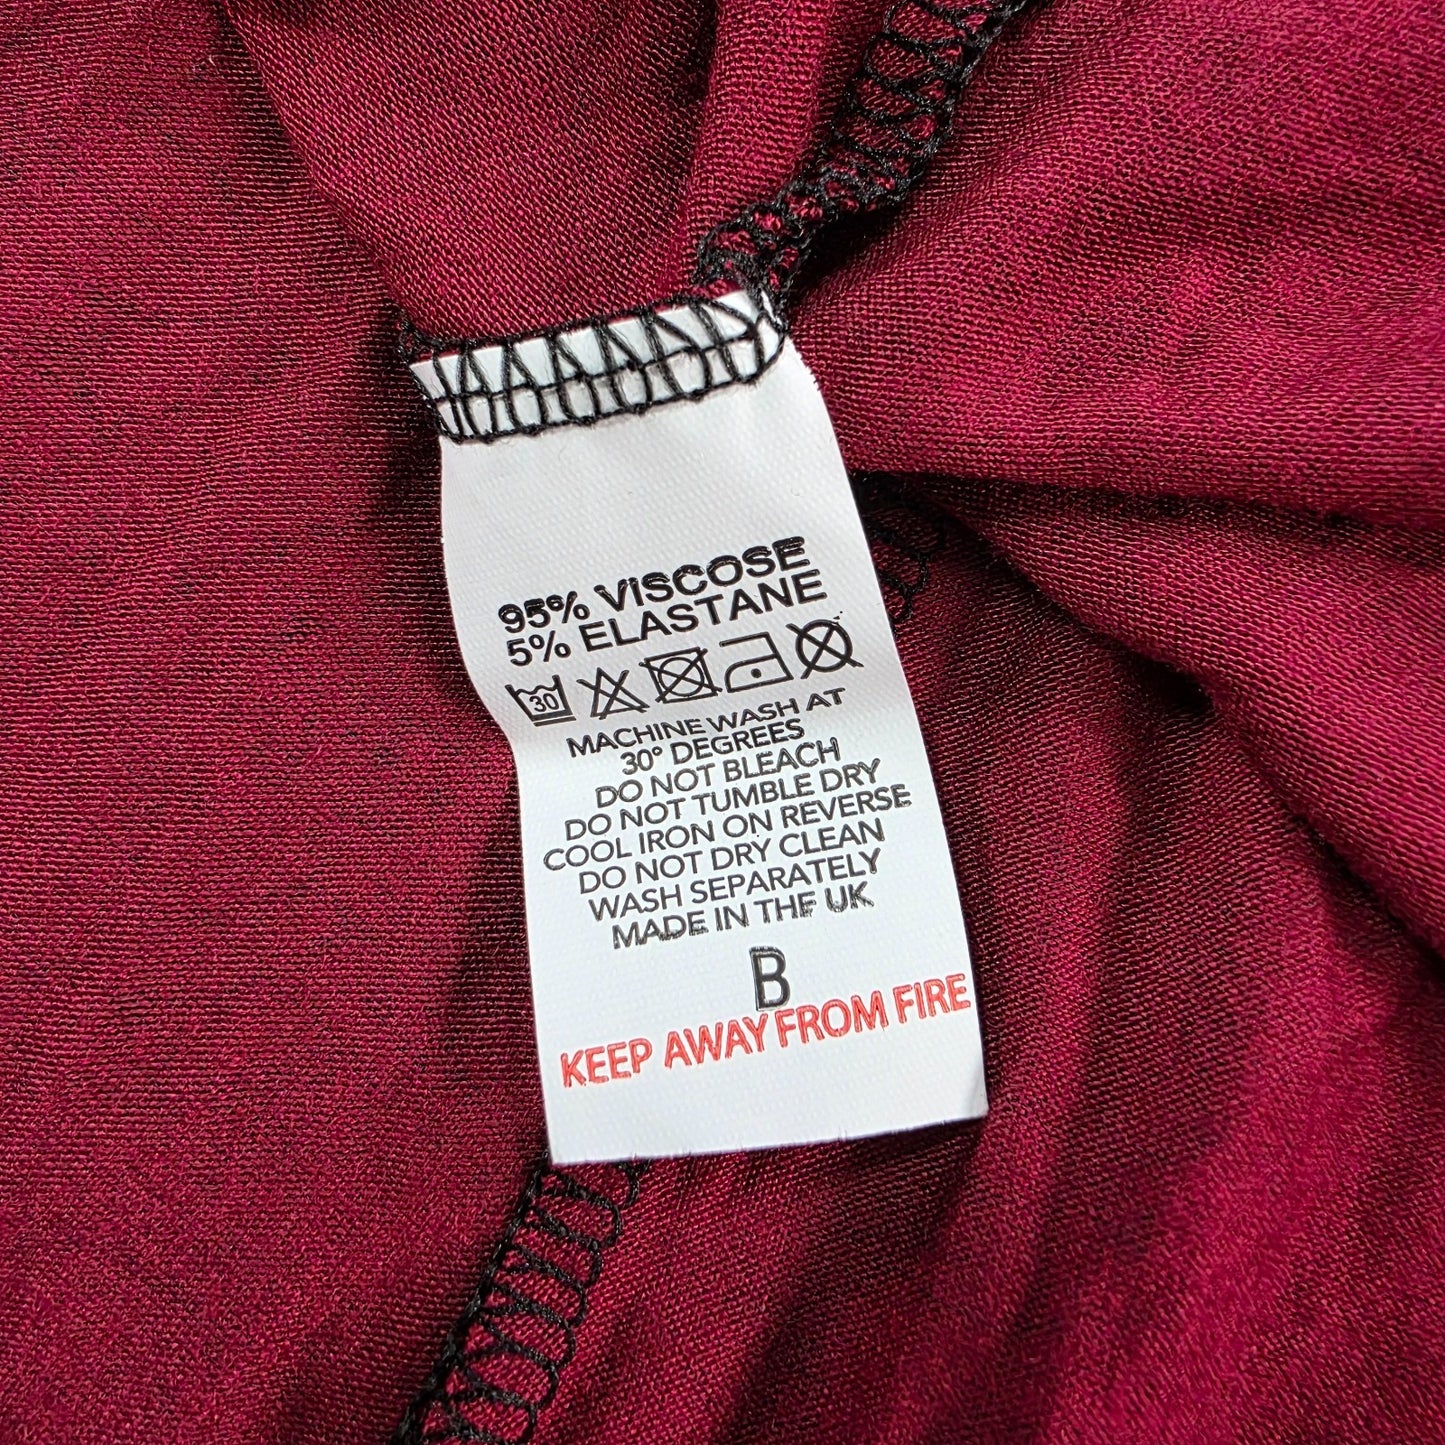 95% VISCOSE
5% ELASTANE
30
MACHINE WASH AT
30° DEGREES
DO NOT BLEACH
DO NOT TUMBLE DRY
COOL IRON ON REVERSE
DO NOT DRY CLEAN
WASH SEPARATELY
MADE IN THE UK
B
KEEP AWAY FROM FIRE